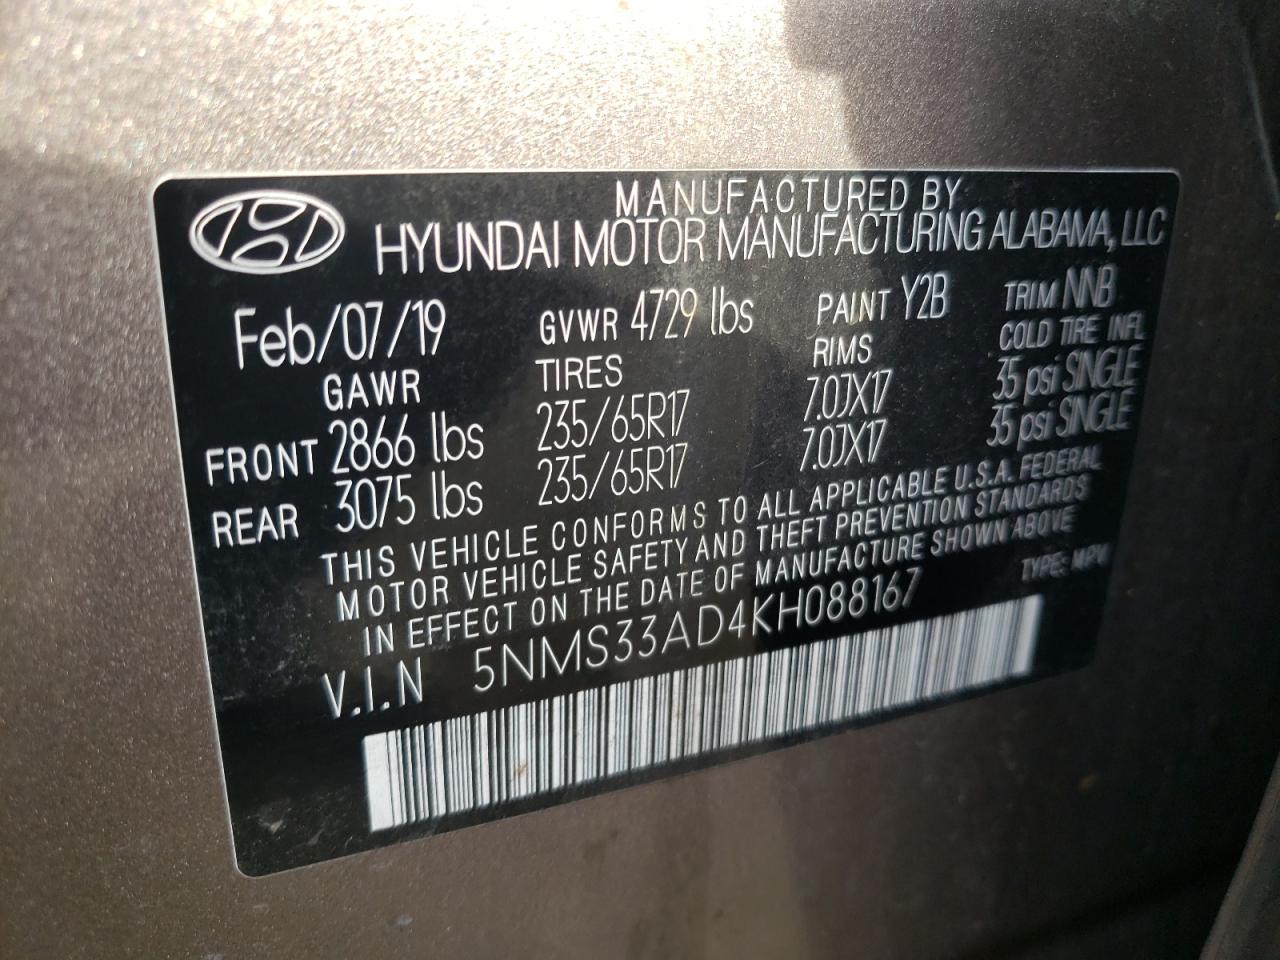 MANUFACTURED BY
HYUNDAI MOTOR MANUFACTURING ALABAMA, LLC
Feb/07/19 GVWR 4729 lbs PAINT Y2B TRIM NNB
GAWR TIRES RIMS COLD TIRE INFL
FRONT 2866 lbs 235/65R17 7.0JX17 35 psi SINGLE
REAR 3075 lbs 235/65R17 7.0JX17 35 psi SINGLE
THIS VEHICLE CONFORMS TO ALL APPLICABLE U.S.A. FEDERAL
MOTOR VEHICLE SAFETY AND THEFT PREVENTION STANDARDS
IN EFFECT ON THE DATE OF MANUFACTURE SHOWN ABOVE
V.I.N 5NMS33AD4KH088167 TYPE: MPV